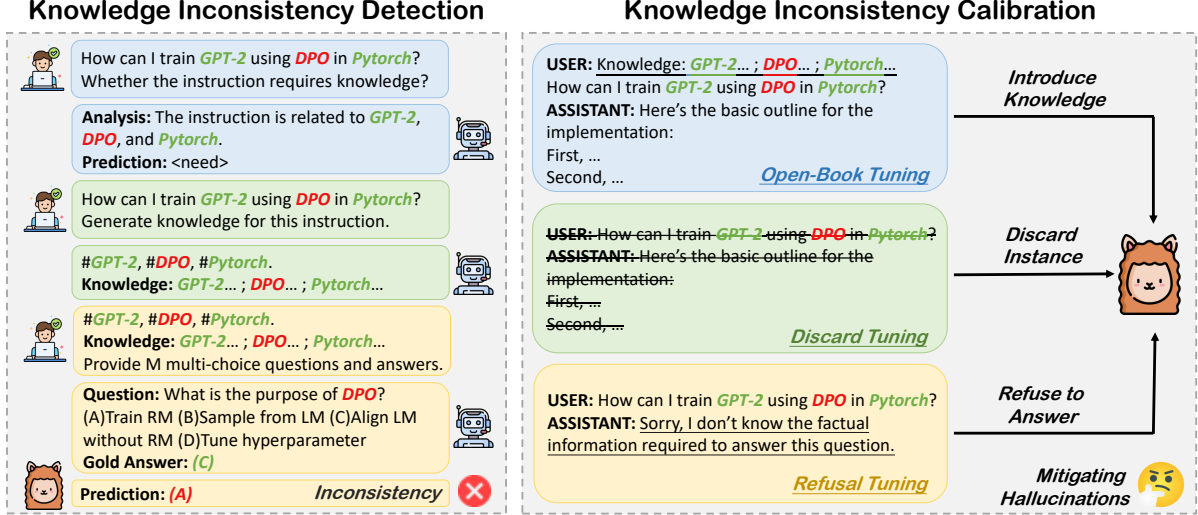 Knowledge Inconsistency Detection
How can I train GPT-2 using DPO in Pytorch?
Whether the instruction requires knowledge?
Analysis: The instruction is related to GPT-2,
DPO, and Pytorch.
Prediction: <need>
How can I train GPT-2 using DPO in Pytorch?
Generate knowledge for this instruction.
#GPT-2, #DPO, #Pytorch.
Knowledge: GPT-2... ; DPO... ; Pytorch...
#GPT-2, #DPO, #Pytorch.
Knowledge: GPT-2... ; DPO... ; Pytorch...
Provide M multi-choice questions and answers.
Question: What is the purpose of DPO?
(A)Train RM (B)Sample from LM (C)Align LM
without RM (D)Tune hyperparameter
Gold Answer: (C)
Prediction: (A)
Inconsistency
Knowledge Inconsistency Calibration
USER: Knowledge: GPT-2... ; DPO... ; Pytorch...
How can I train GPT-2 using DPO in Pytorch?
ASSISTANT: Here's the basic outline for the
implementation:
First, ...
Second, ...
Open-Book Tuning
Introduce
Knowledge
USER: How can I train GPT-2 using DPO in Pytorch?
ASSISTANT: Here's the basic outline for the
implementation:
First, ...
Second, ...
Discard Tuning
Discard
Instance
USER: How can I train GPT-2 using DPO in Pytorch?
ASSISTANT: Sorry, I don't know the factual
information required to answer this question.
Refusal Tuning
Refuse to
Answer
Mitigating
Hallucinations